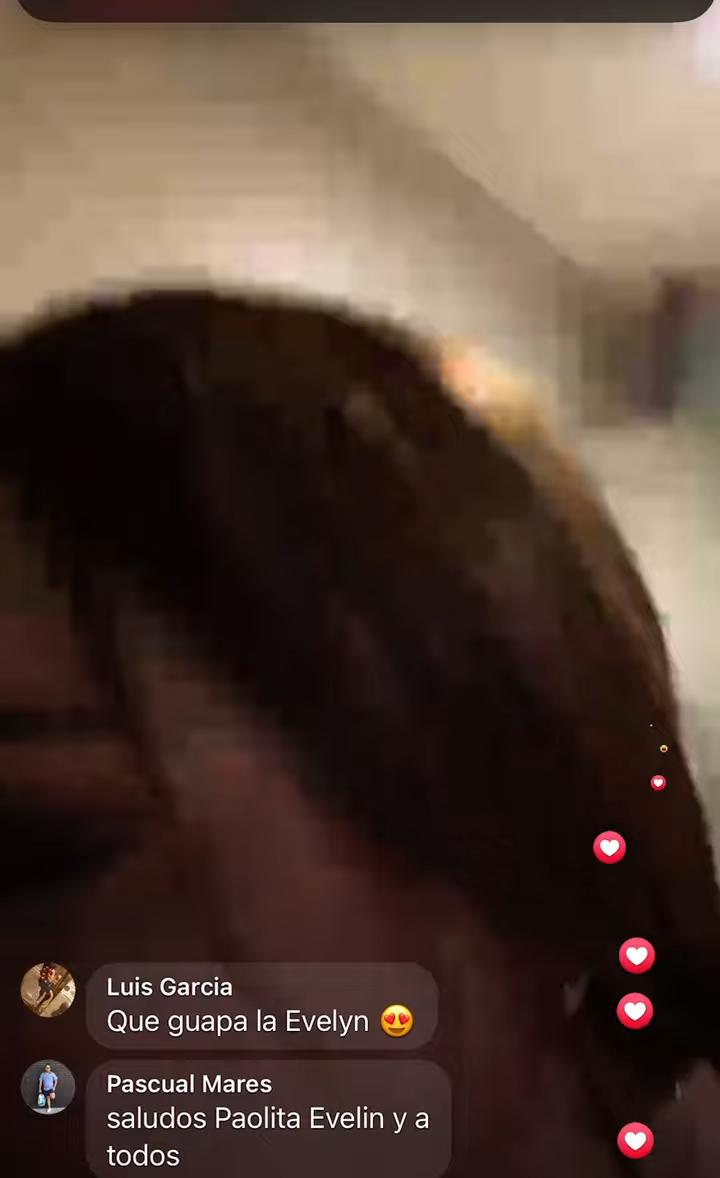 Luis Garcia
Que guapa la Evelyn 😍
Pascual Mares
saludos Paolita Evelin y a
todos